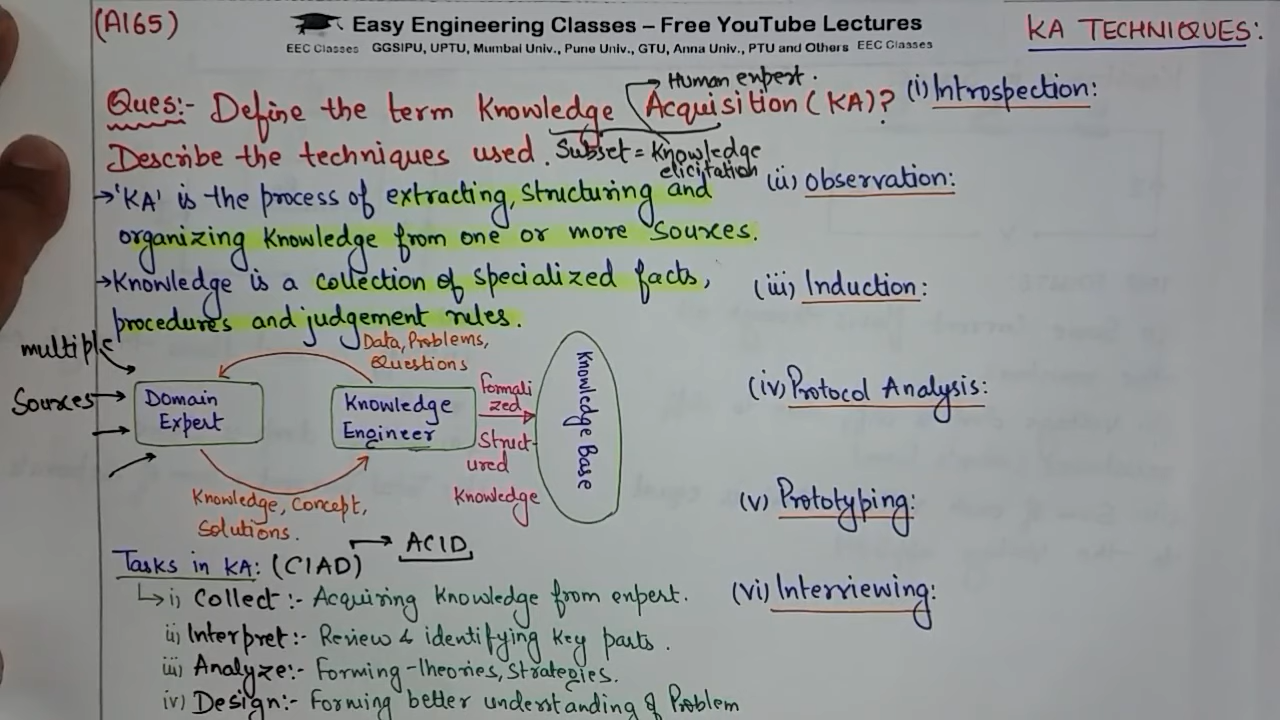 (AI65)
Easy Engineering Classes – Free YouTube Lectures
EEC Classes GGSIPU, UPTU, Mumbai Univ., Pune Univ., GTU, Anna Univ., PTU and Others EEC Classes
Human expert.
Ques:- Define the term Knowledge Acquisition (KA)?
Describe the techniques used.
Subset = Knowledge
elicitation
→ 'KA' is the process of extracting, structuring and
organizing Knowledge from one or more sources.
→ Knowledge is a collection of specialized facts,
procedures and judgement rules.
multiple
Sources
Data, Problems,
Questions
Domain
Expert
Knowledge
Engineer
Formali
zed
Struct-
ured
Knowledge
Knowledge Base
Knowledge, Concept,
Solutions.
Tasks in KA: (CIAD) → ACID
i) Collect :- Acquiring Knowledge from expert.
ii) Interpret:- Review & identifying key parts.
iii) Analyze:- Forming theories, strategies.
iv) Design:- Forming better understanding of Problem
KA TECHNIQUES:
(i) Introspection:
(ii) Observation:
(iii) Induction:
(iv) Protocol Analysis:
(v) Prototyping:
(vi) Interviewing: